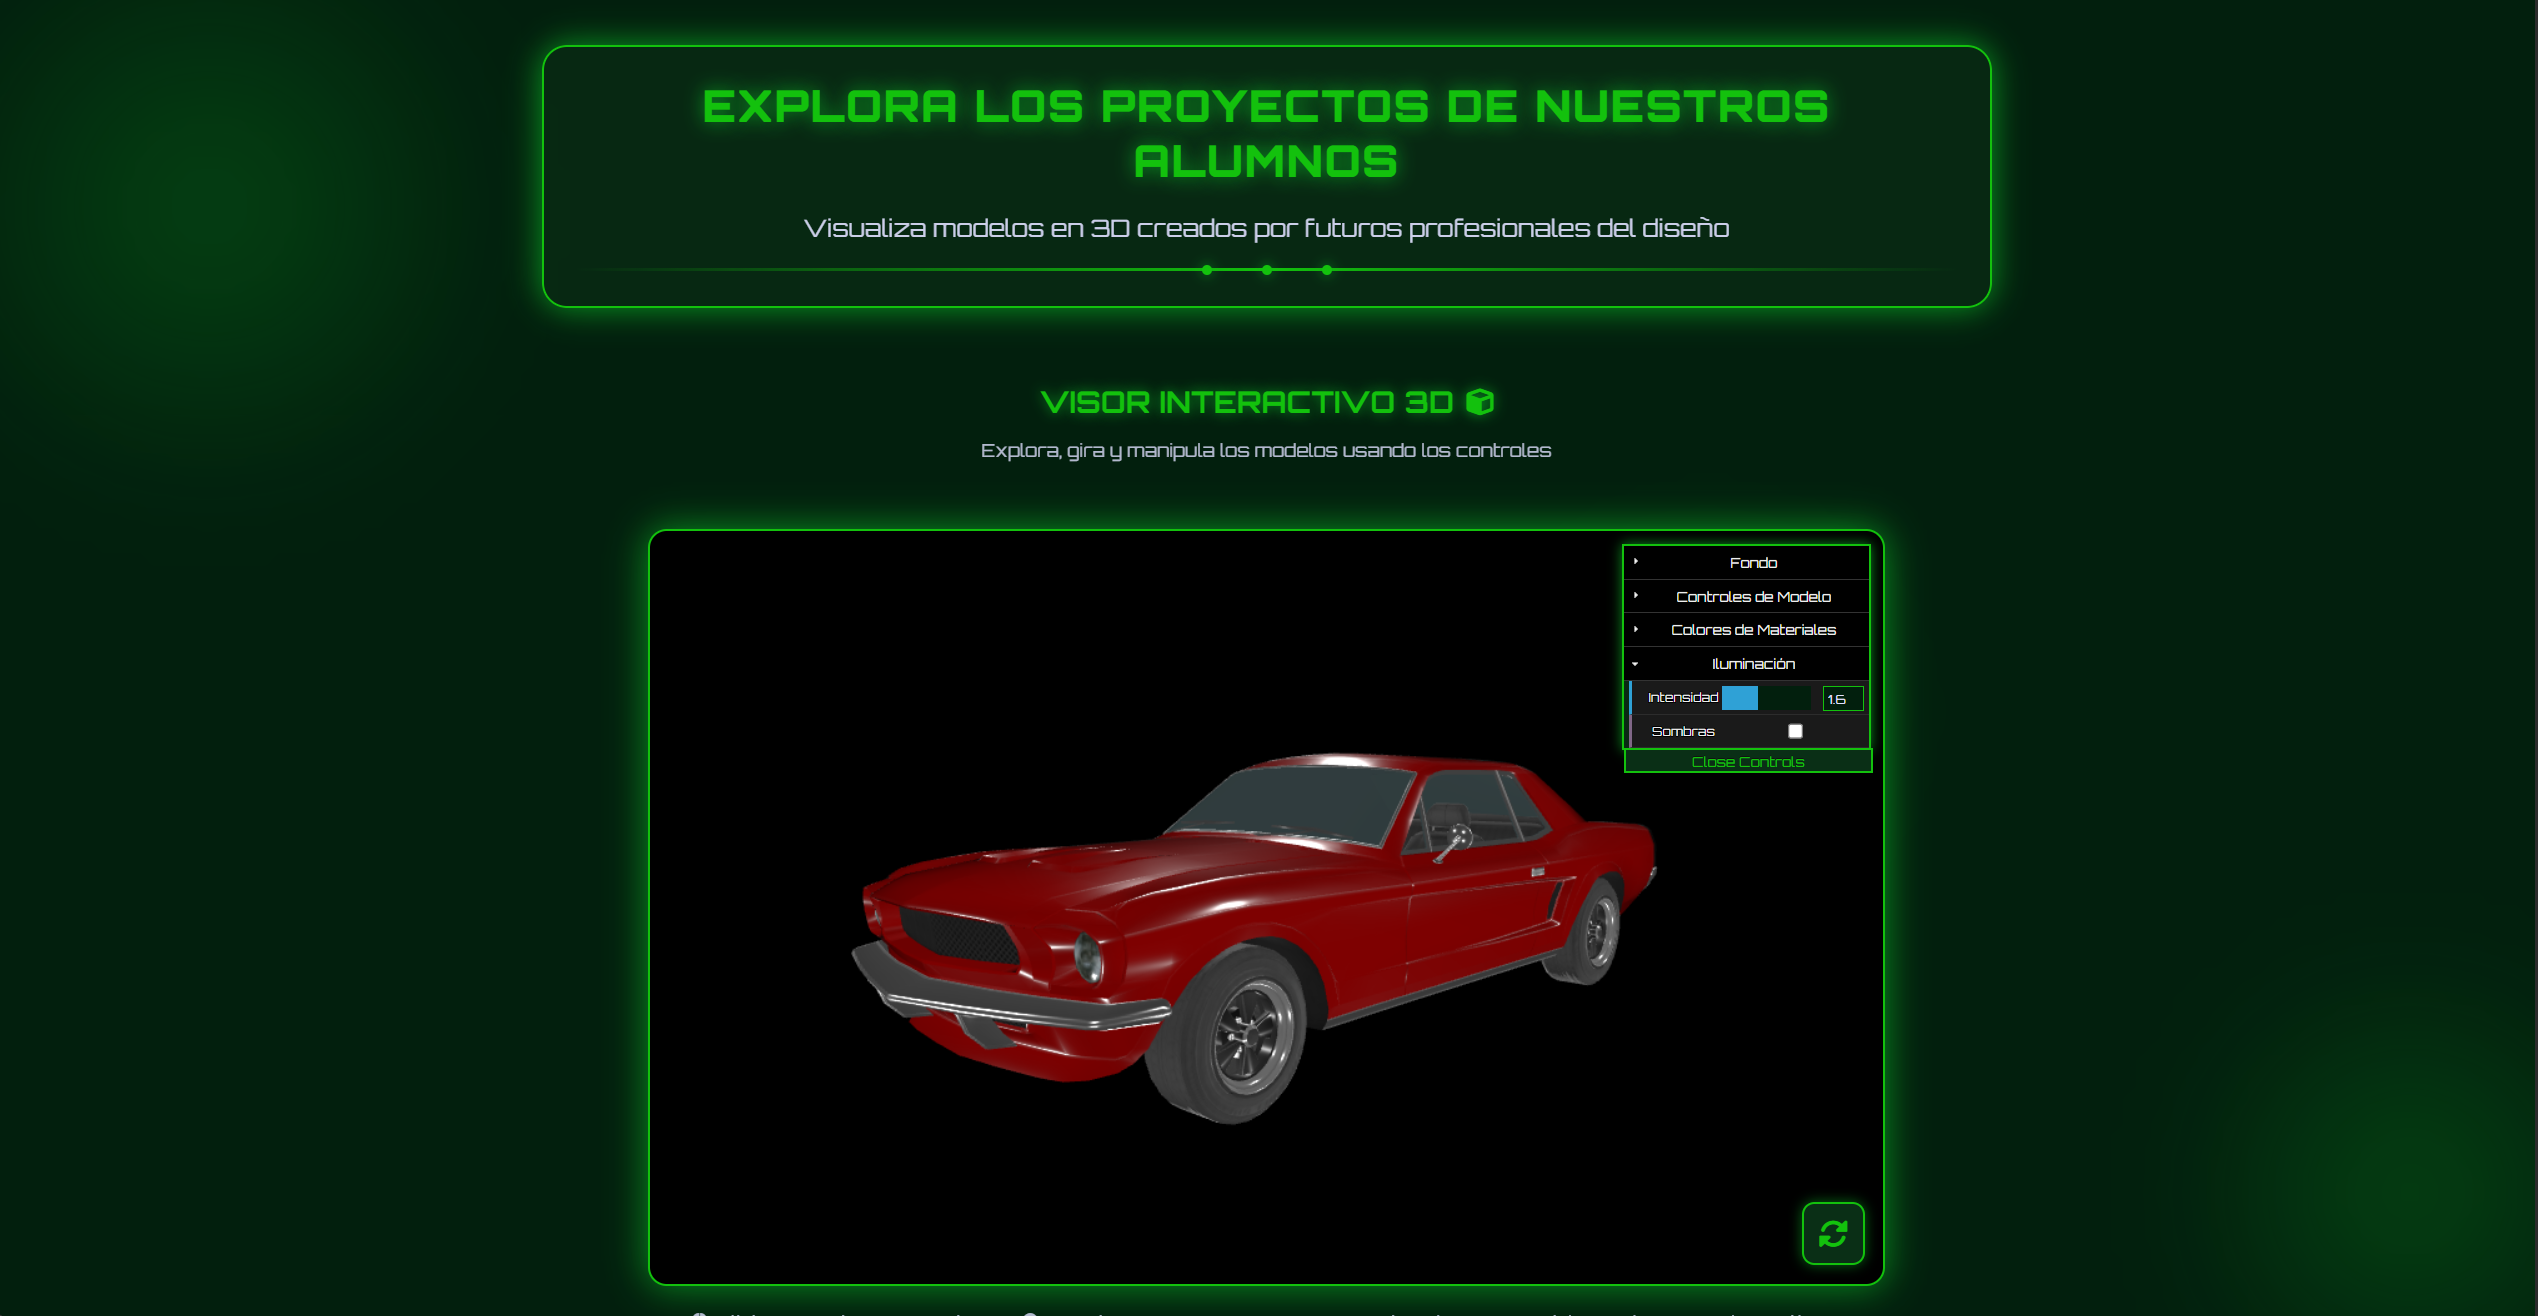 EXPLORA LOS PROYECTOS DE NUESTROS
ALUMNOS
Visualiza modelos en 3D creados por futuros profesionales del diseño
VISOR INTERACTIVO 3D
Explora, gira y manipula los modelos usando los controles
Fondo
Controles de Modelo
Colores de Materiales
Iluminación
Intensidad 1.6
Sombras
Close Controls